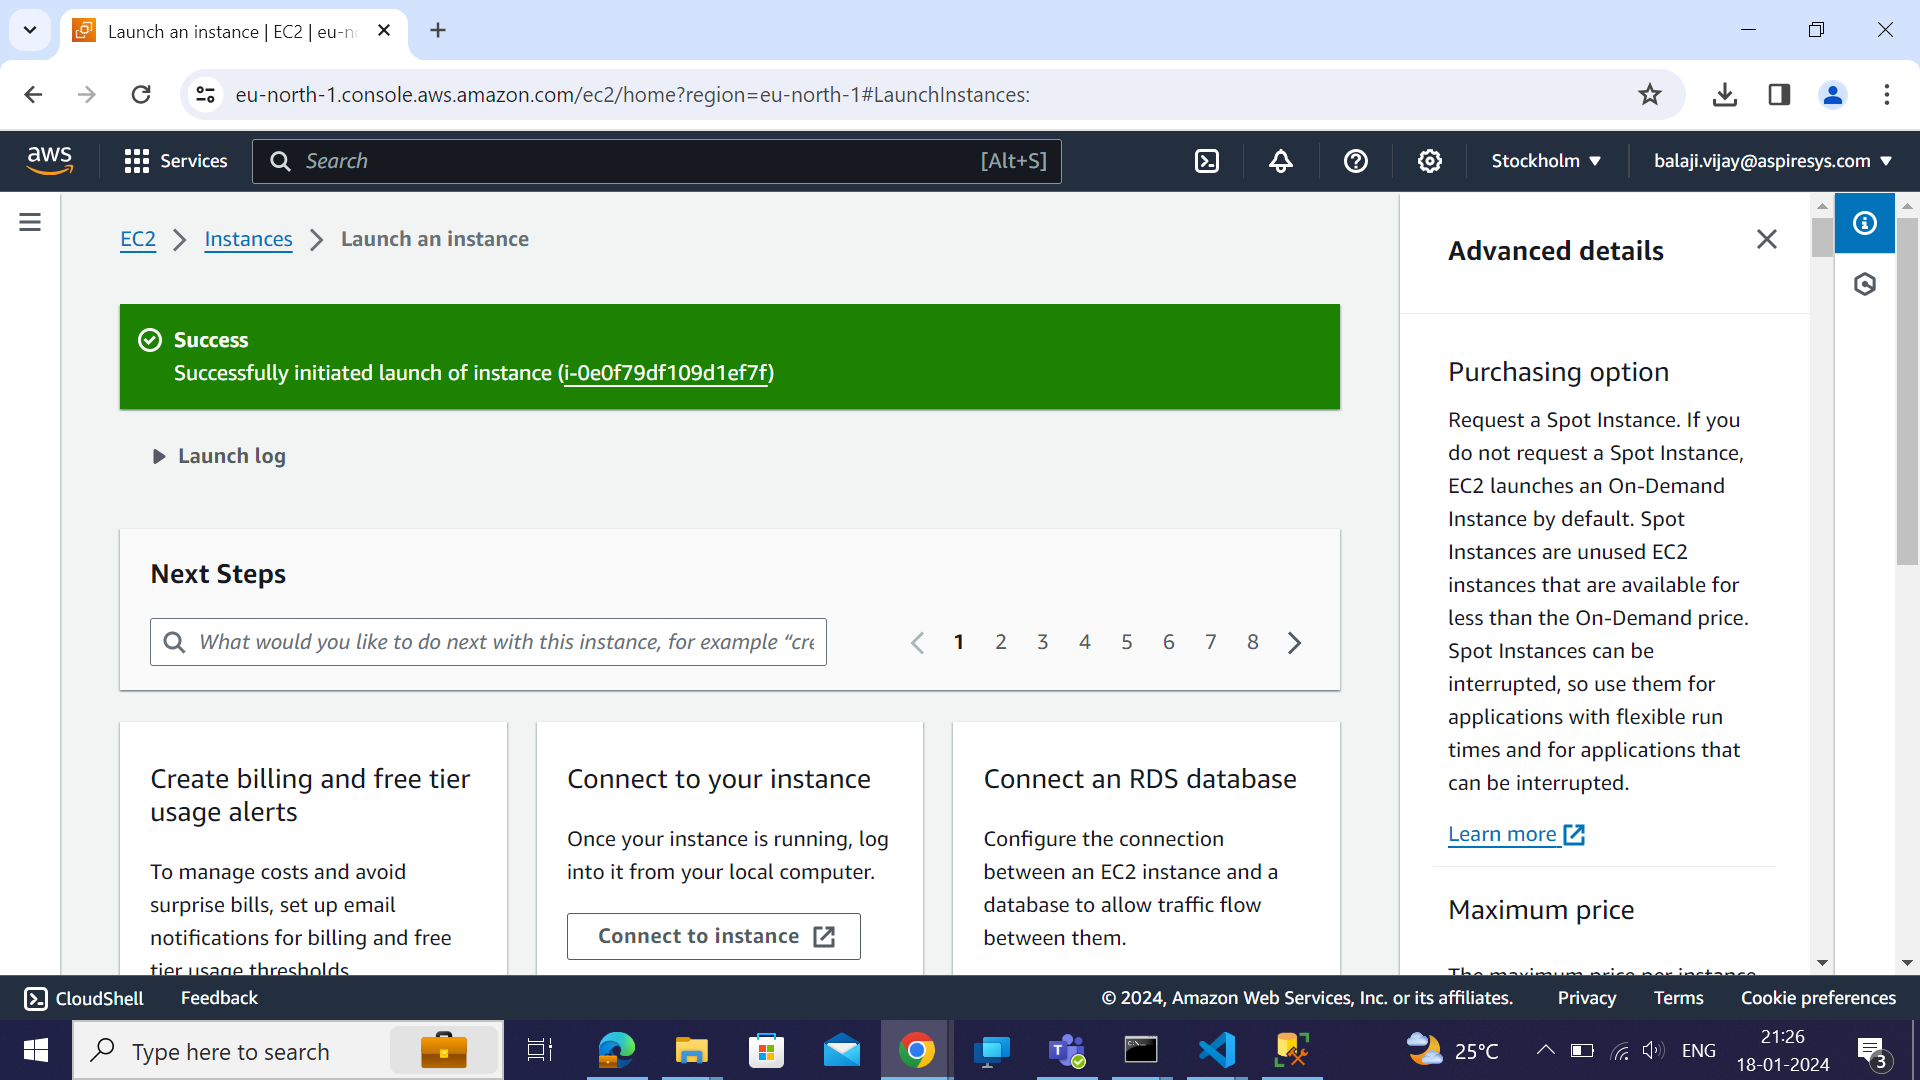 Launch an instance | EC2 | eu-no
eu-north-1.console.aws.amazon.com/ec2/home?region=eu-north-1#LaunchInstances:
aws
Services
Search
[Alt+S]
Stockholm
balaji.vijay@aspiresys.com
EC2
Instances
Launch an instance
Success
Successfully initiated launch of instance (i-0e0f79df109d1ef7f)
Launch log
Next Steps
What would you like to do next with this instance, for example “cre
1 2 3 4 5 6 7 8
Create billing and free tier
usage alerts
To manage costs and avoid
surprise bills, set up email
notifications for billing and free
tier usage thresholds
Connect to your instance
Once your instance is running, log
into it from your local computer.
Connect to instance
Connect an RDS database
Configure the connection
between an EC2 instance and a
database to allow traffic flow
between them.
Advanced details
Purchasing option
Request a Spot Instance. If you
do not request a Spot Instance,
EC2 launches an On-Demand
Instance by default. Spot
Instances are unused EC2
instances that are available for
less than the On-Demand price.
Spot Instances can be
interrupted, so use them for
applications with flexible run
times and for applications that
can be interrupted.
Learn more
Maximum price
The maximum price per instance
CloudShell
Feedback
© 2024, Amazon Web Services, Inc. or its affiliates.
Privacy
Terms
Cookie preferences
Type here to search
25°C
ENG
21:26
18-01-2024
3